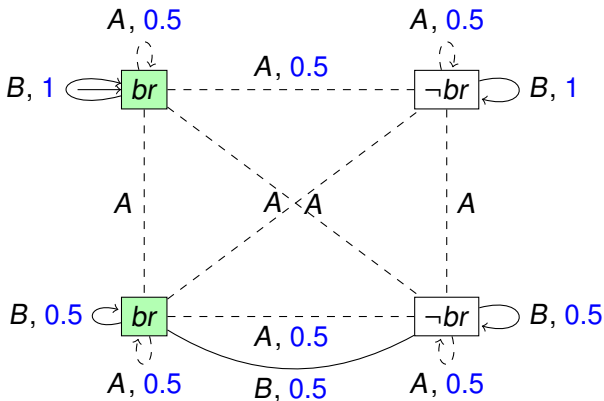 A, 0.5 A, 0.5
A, 0.5
B, 1 br ¬br B, 1
A A A A
B, 0.5 br ¬br B, 0.5
A, 0.5
A, 0.5 B, 0.5 A, 0.5